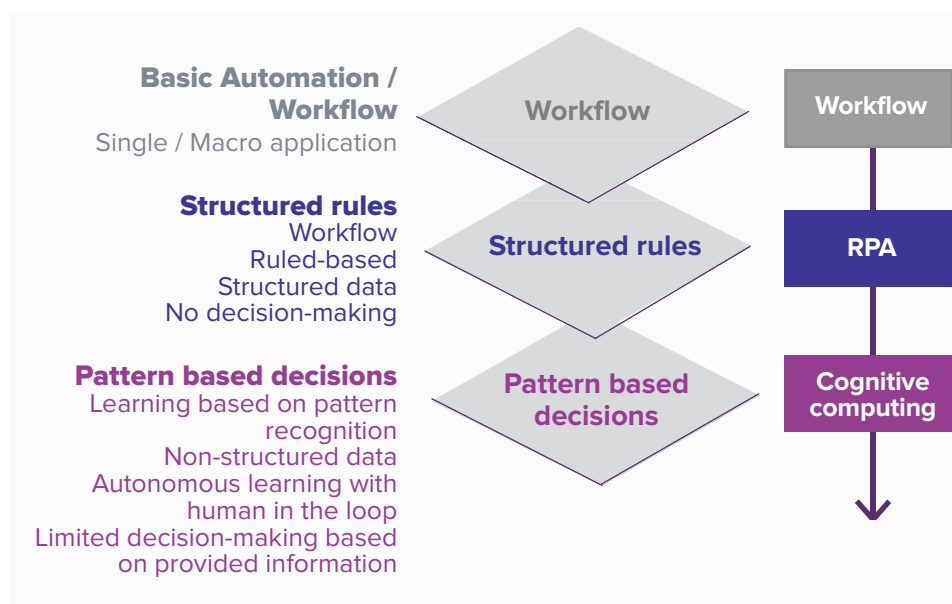 Basic Automation /
Workflow
Single / Macro application
Workflow
Workflow
Structured rules
Workflow
Ruled-based
Structured data
No decision-making
Structured rules
RPA
Pattern based decisions
Learning based on pattern
recognition
Non-structured data
Autonomous learning with
human in the loop
Limited decision-making based
on provided information
Pattern based
decisions
Cognitive
computing